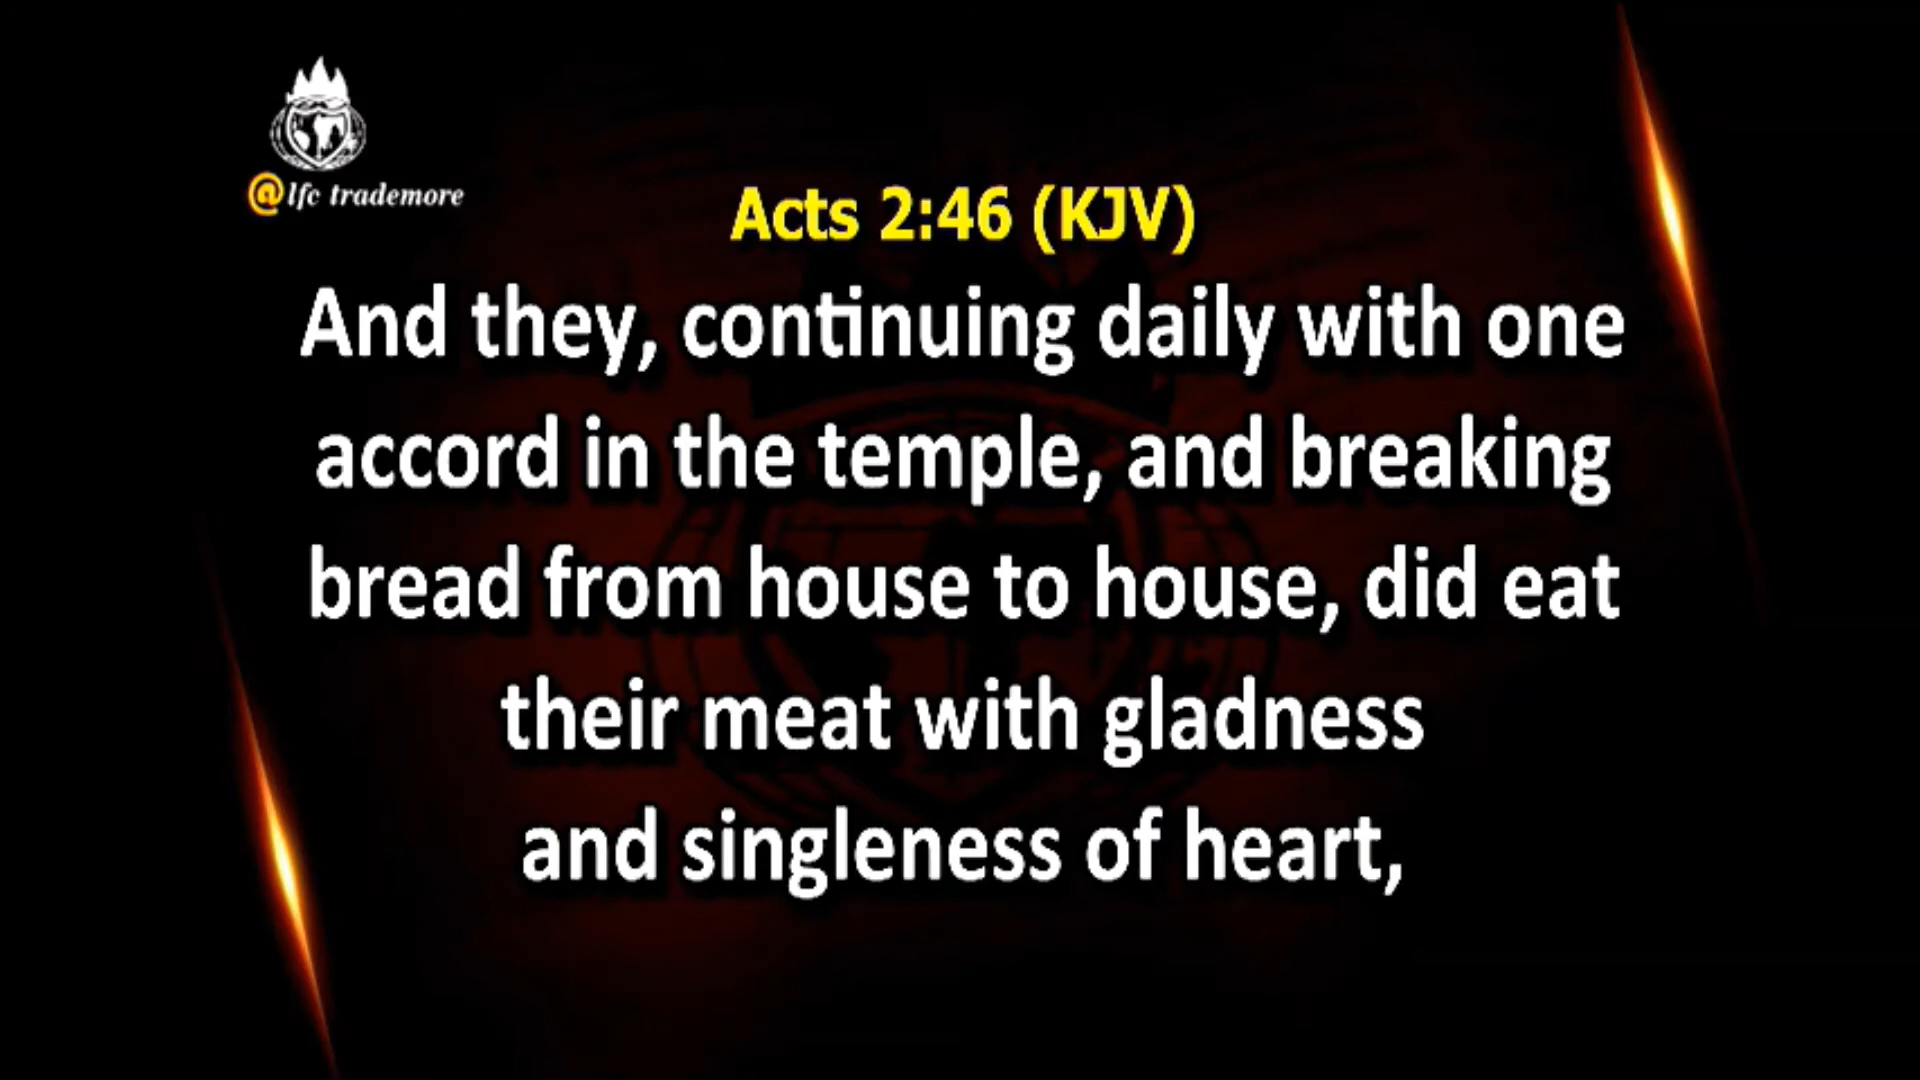 @lfc trademore
Acts 2:46 (KJV)
And they, continuing daily with one
accord in the temple, and breaking
bread from house to house, did eat
their meat with gladness
and singleness of heart,